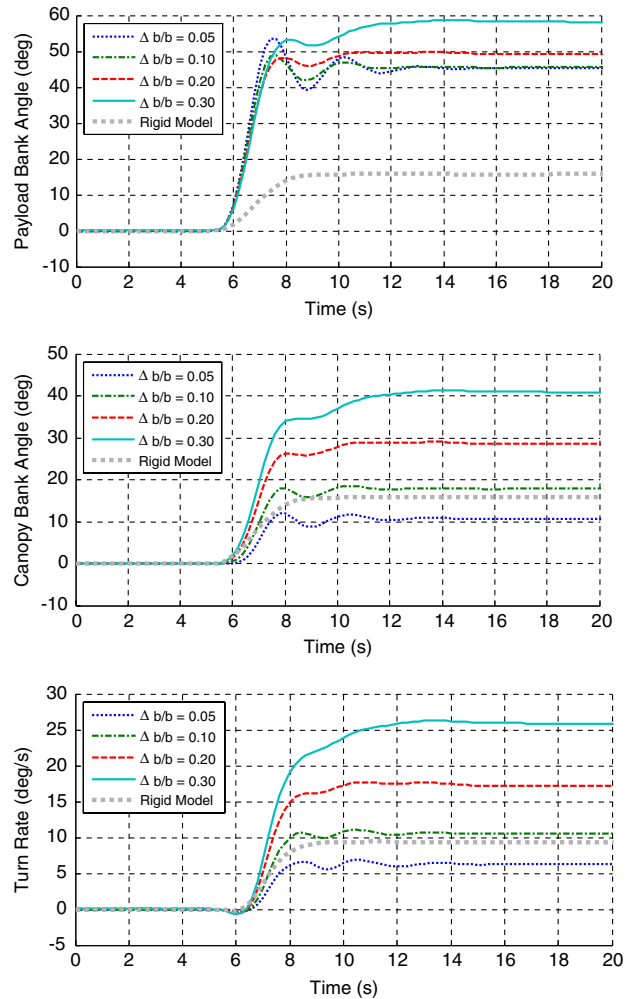 60
50
40
30
20
10
0
-10
Payload Bank Angle (deg)
Δ b/b = 0.05
Δ b/b = 0.10
Δ b/b = 0.20
Δ b/b = 0.30
Rigid Model
0 2 4 6 8 10 12 14 16 18 20
Time (s)
50
40
30
20
10
0
-10
Canopy Bank Angle (deg)
Δ b/b = 0.05
Δ b/b = 0.10
Δ b/b = 0.20
Δ b/b = 0.30
Rigid Model
0 2 4 6 8 10 12 14 16 18 20
Time (s)
30
25
20
15
10
5
0
-5
Turn Rate (deg/s)
Δ b/b = 0.05
Δ b/b = 0.10
Δ b/b = 0.20
Δ b/b = 0.30
Rigid Model
0 2 4 6 8 10 12 14 16 18 20
Time (s)